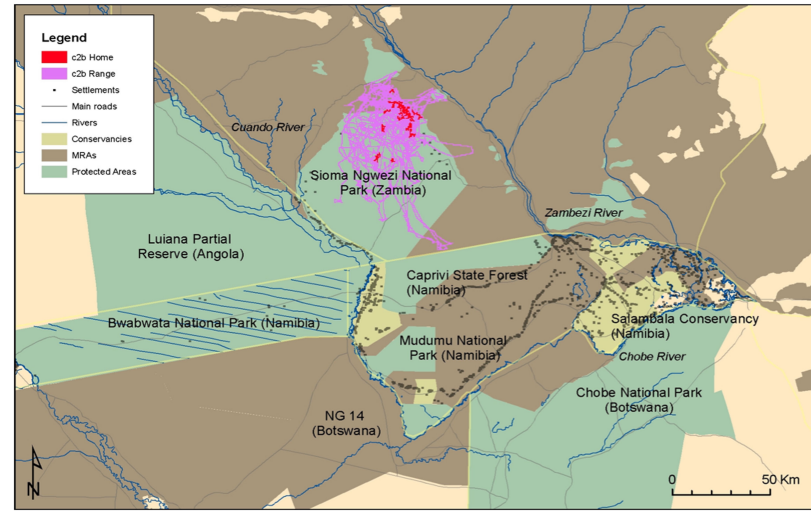 Legend
c2b Home
c2b Range
Settlements
Main roads
Rivers
Conservancies
MRAs
Protected Areas
Cuando River
Sioma Ngwezi National
Park (Zambia)
Zambezi River
Luiana Partial
Reserve (Angola)
Caprivi State Forest
(Namibia)
Bwabwata National Park (Namibia)
Salambala Conservancy
(Namibia)
Mudumu National
Park (Namibia)
Chobe River
Chobe National Park
(Botswana)
NG 14
(Botswana)
N
0 50 Km